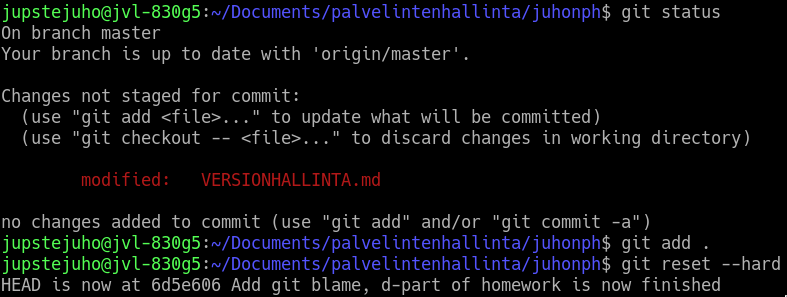 jupstejuho@jvl-830g5:~/Documents/palvelintenhallinta/juhonph$ git status
On branch master
Your branch is up to date with 'origin/master'.

Changes not staged for commit:
  (use "git add <file>..." to update what will be committed)
  (use "git checkout -- <file>..." to discard changes in working directory)

        modified:   VERSIONHALLINTA.md

no changes added to commit (use "git add" and/or "git commit -a")
jupstejuho@jvl-830g5:~/Documents/palvelintenhallinta/juhonph$ git add .
jupstejuho@jvl-830g5:~/Documents/palvelintenhallinta/juhonph$ git reset --hard
HEAD is now at 6d5e606 Add git blame, d-part of homework is now finished